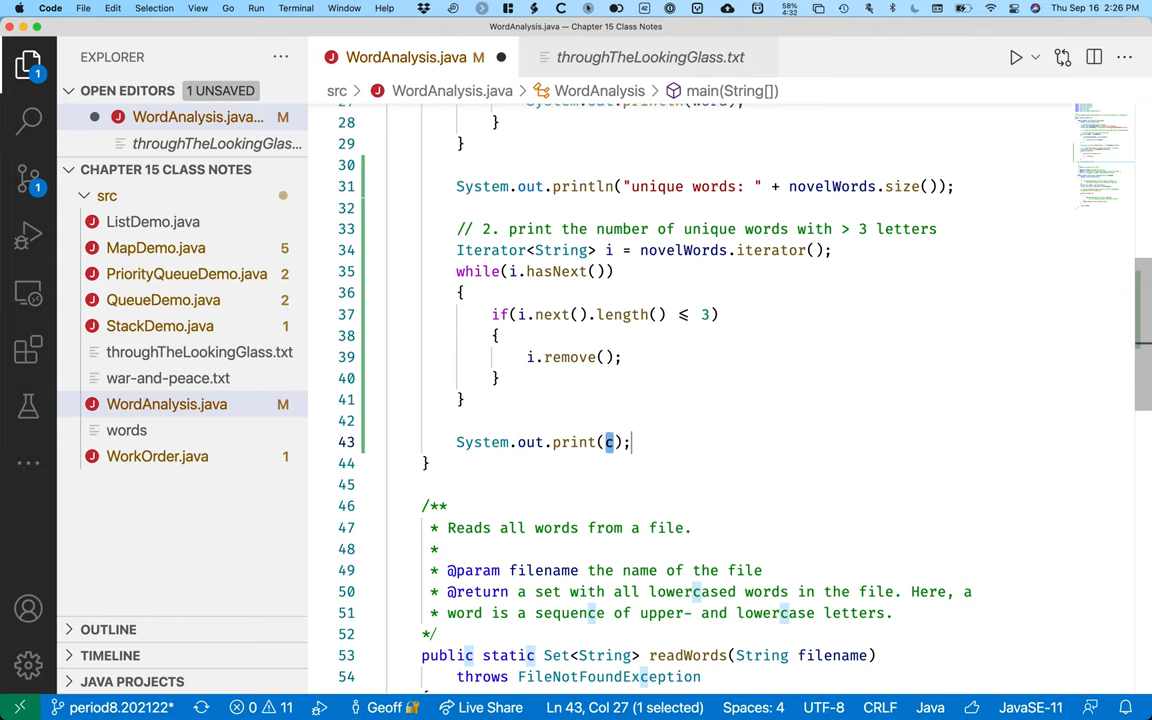 Code File Edit Selection View Go Run Terminal Window Help 58% 4:32 Thu Sep 16 2:26 PM
WordAnalysis.java — Chapter 15 Class Notes
EXPLORER
WordAnalysis.java M
throughTheLookingGlass.txt
OPEN EDITORS 1 UNSAVED
WordAnalysis.java... M
throughTheLookingGlas...
CHAPTER 15 CLASS NOTES
src
ListDemo.java
MapDemo.java 5
PriorityQueueDemo.java 2
QueueDemo.java 2
StackDemo.java 1
throughTheLookingGlass.txt
war-and-peace.txt
WordAnalysis.java M
words
WorkOrder.java 1
OUTLINE
TIMELINE
JAVA PROJECTS
1
1
src > WordAnalysis.java > WordAnalysis > main(String[])
27 System.out.println(word);
28 }
29 }
30
31 System.out.println("unique words: " + novelWords.size());
32
33 // 2. print the number of unique words with > 3 letters
34 Iterator<String> i = novelWords.iterator();
35 while(i.hasNext())
36 {
37 if(i.next().length() <= 3)
38 {
39 i.remove();
40 }
41 }
42
43 System.out.print(c);
44 }
45
46 /**
47 * Reads all words from a file.
48 *
49 * @param filename the name of the file
50 * @return a set with all lowercased words in the file. Here, a
51 * word is a sequence of upper- and lowercase letters.
52 */
53 public static Set<String> readWords(String filename)
54 throws FileNotFoundException
period8.202122* 0 11 Geoff Live Share Ln 43, Col 27 (1 selected) Spaces: 4 UTF-8 CRLF Java JavaSE-11